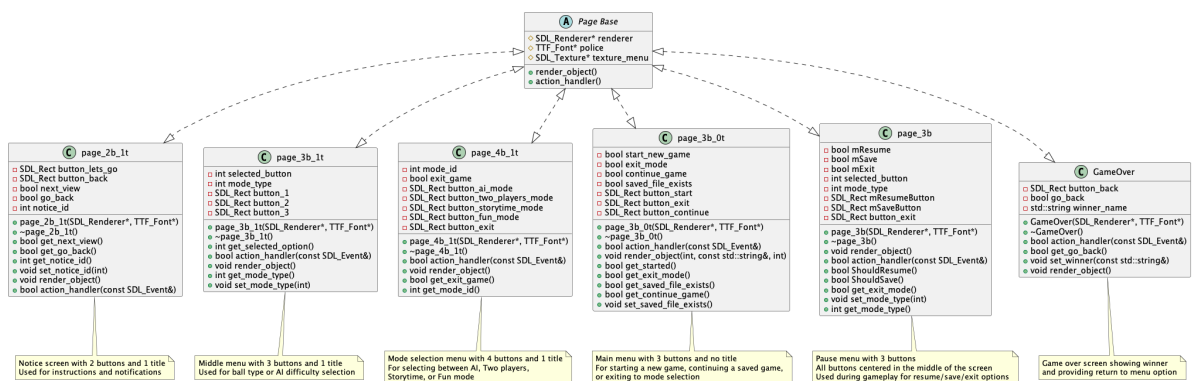 A Page Base
SDL_Renderer* renderer
TTF_Font* police
SDL_Texture* texture_menu
render_object()
action_handler()
C page_2b_1t
SDL_Rect button_lets_go
SDL_Rect button_back
bool next_view
bool go_back
int notice_id
page_2b_1t(SDL_Renderer*, TTF_Font*)
~page_2b_1t()
bool get_next_view()
bool get_go_back()
int get_notice_id()
void set_notice_id(int)
void render_object()
bool action_handler(const SDL_Event&)
C page_3b_1t
int selected_button
int mode_type
SDL_Rect button_1
SDL_Rect button_2
SDL_Rect button_3
page_3b_1t(SDL_Renderer*, TTF_Font*)
~page_3b_1t()
int get_selected_option()
bool action_handler(const SDL_Event&)
void render_object()
int get_mode_type()
void set_mode_type(int)
C page_4b_1t
int mode_id
bool exit_game
SDL_Rect button_ai_mode
SDL_Rect button_two_players_mode
SDL_Rect button_storytime_mode
SDL_Rect button_fun_mode
SDL_Rect button_exit
page_4b_1t(SDL_Renderer*, TTF_Font*)
~page_4b_1t()
bool action_handler(const SDL_Event&)
void render_object()
bool get_exit_game()
int get_mode_id()
C page_3b_0t
bool start_new_game
bool exit_mode
bool continue_game
bool saved_file_exists
SDL_Rect button_start
SDL_Rect button_exit
SDL_Rect button_continue
page_3b_0t(SDL_Renderer*, TTF_Font*)
~page_3b_0t()
bool action_handler(const SDL_Event&)
void render_object(int, const std::string&, int)
bool get_started()
bool get_exit_mode()
bool get_saved_file_exists()
bool get_continue_game()
void set_saved_file_exists()
C page_3b
bool mResume
bool mSave
bool mExit
int selected_button
int mode_type
SDL_Rect mResumeButton
SDL_Rect mSaveButton
SDL_Rect button_exit
page_3b(SDL_Renderer*, TTF_Font*)
~page_3b()
void render_object()
bool action_handler(const SDL_Event&)
bool ShouldResume()
bool ShouldSave()
bool get_exit_mode()
void set_mode_type(int)
int get_mode_type()
C GameOver
SDL_Rect button_back
bool go_back
std::string winner_name
GameOver(SDL_Renderer*, TTF_Font*)
~GameOver()
bool action_handler(const SDL_Event&)
bool get_go_back()
void set_winner(const std::string&)
void render_object()
Notice screen with 2 buttons and 1 title
Used for instructions and notifications
Middle menu with 3 buttons and 1 title
Used for ball type or AI difficulty selection
Mode selection menu with 4 buttons and 1 title
For selecting between AI, Two players,
Storytime, or Fun mode
Main menu with 3 buttons and no title
For starting a new game, continuing a saved game,
or exiting to mode selection
Pause menu with 3 buttons
All buttons centered in the middle of the screen
Used during gameplay for resume/save/exit options
Game over screen showing winner
and providing return to menu option